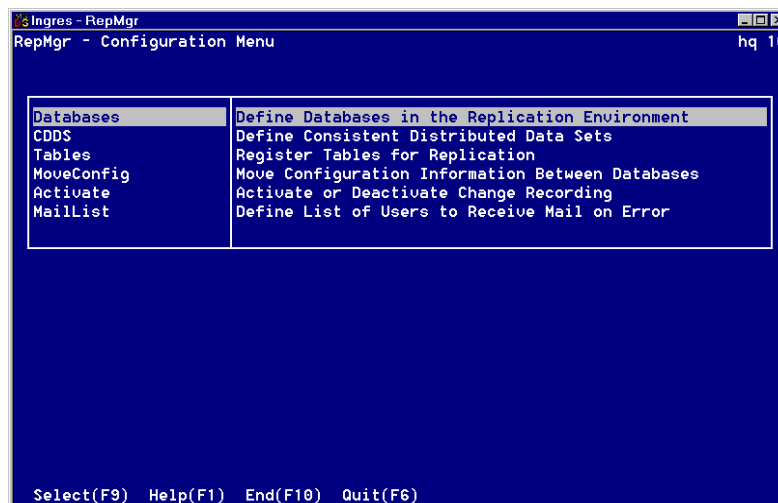 Ingres - RepMgr
RepMgr - Configuration Menu hq
Databases Define Databases in the Replication Environment
CDDS Define Consistent Distributed Data Sets
Tables Register Tables for Replication
MoveConfig Move Configuration Information Between Databases
Activate Activate or Deactivate Change Recording
MailList Define List of Users to Receive Mail on Error
Select(F9) Help(F1) End(F10) Quit(F6)